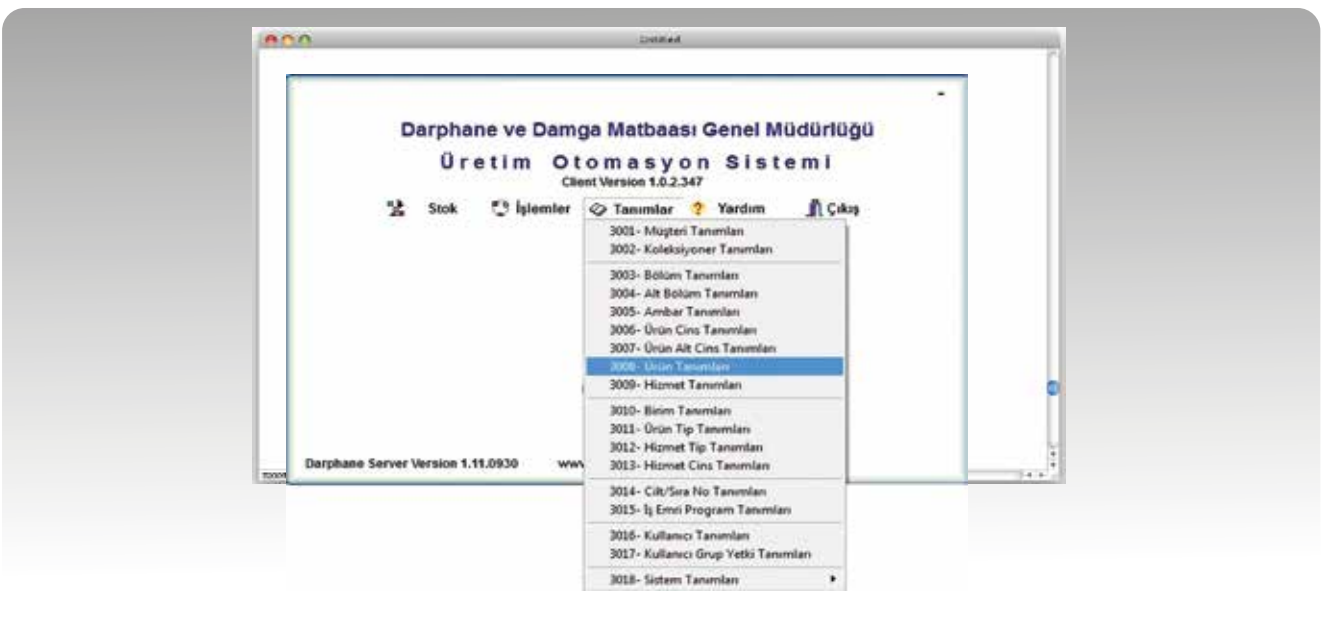 Untitled
Darphane ve Damga Matbaası Genel Müdürlüğü
Üretim Otomasyon Sistemi
Client Version 1.0.2.347
Stok İşlemler Tanımlar Yardım Çıkış
3001- Müşteri Tanımları
3002- Koleksiyoner Tanımları
3003- Bölüm Tanımları
3004- Alt Bölüm Tanımları
3005- Ambar Tanımları
3006- Ürün Cins Tanımları
3007- Ürün Alt Cins Tanımları
3008- Ürün Tanımları
3009- Hizmet Tanımları
3010- Birim Tanımları
3011- Ürün Tip Tanımları
3012- Hizmet Tip Tanımları
3013- Hizmet Cins Tanımları
Darphane Server Version 1.11.0930
3014- Cilt/Sıra No Tanımları
3015- İş Emri Program Tanımları
3016- Kullanıcı Tanımları
3017- Kullanıcı Grup Yetki Tanımları
3018- Sistem Tanımları